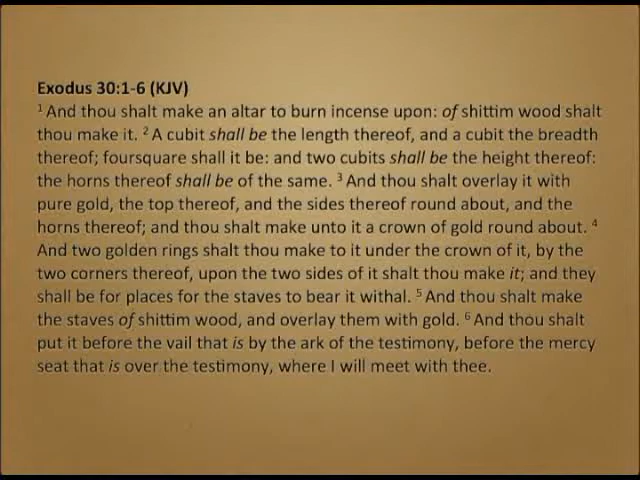 Exodus 30:1-6 (KJV)
¹ And thou shalt make an altar to burn incense upon: of shittim wood shalt
thou make it. ² A cubit shall be the length thereof, and a cubit the breadth
thereof; foursquare shall it be: and two cubits shall be the height thereof:
the horns thereof shall be of the same. ³ And thou shalt overlay it with
pure gold, the top thereof, and the sides thereof round about, and the
horns thereof; and thou shalt make unto it a crown of gold round about. ⁴
And two golden rings shalt thou make to it under the crown of it, by the
two corners thereof, upon the two sides of it shalt thou make it; and they
shall be for places for the staves to bear it withal. ⁵ And thou shalt make
the staves of shittim wood, and overlay them with gold. ⁶ And thou shalt
put it before the vail that is by the ark of the testimony, before the mercy
seat that is over the testimony, where I will meet with thee.